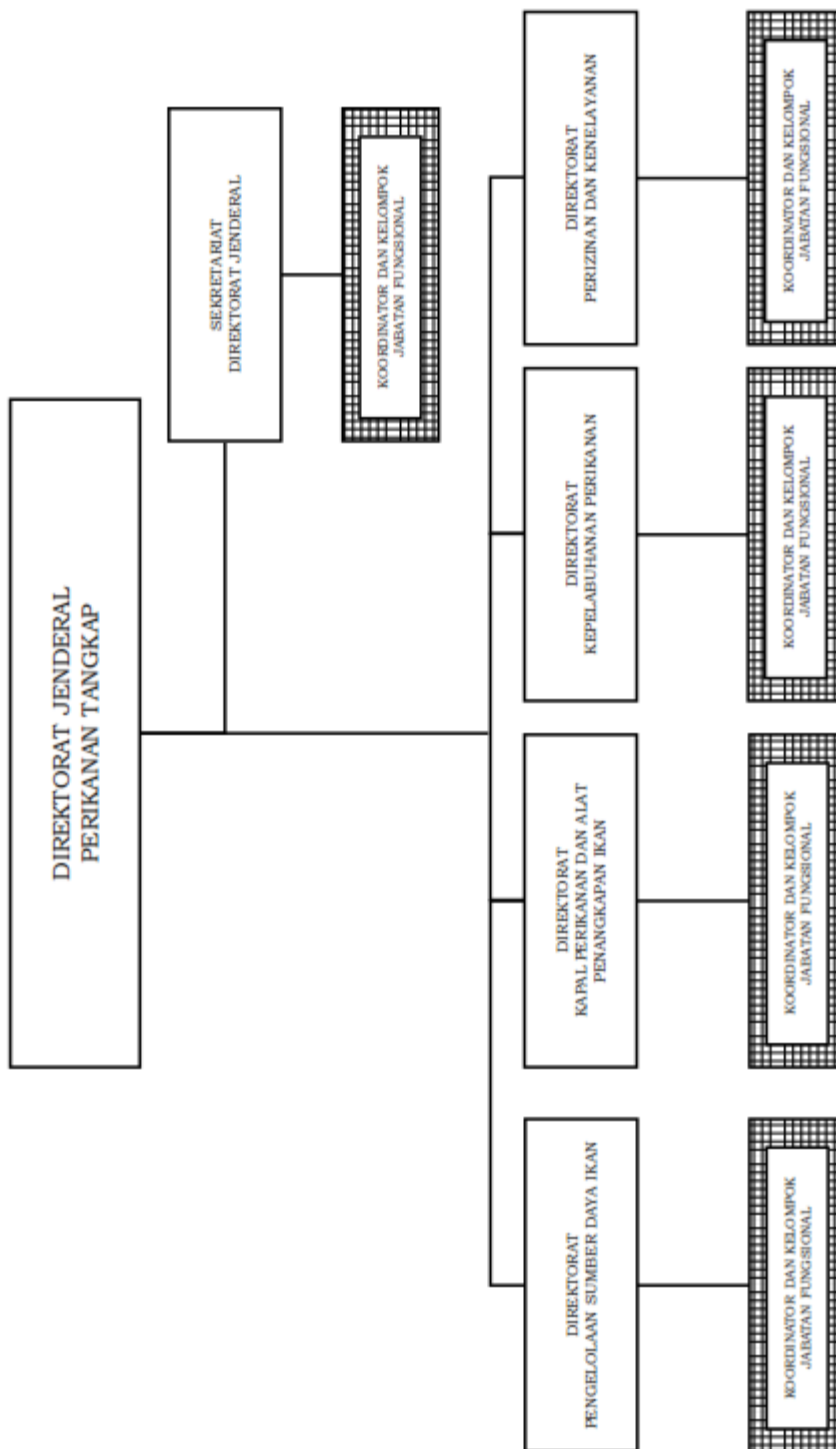 DIREKTORAT JENDERAL
PERIKANAN TANGKAP
SEKRETARIAT
DIREKTORAT JENDERAL
KOORDINATOR DAN KELOMPOK
JABATAN FUNGSIONAL
DIREKTORAT
PENGELOLAAN SUMBER DAYA IKAN
DIREKTORAT
KAPAL PERIKANAN DAN ALAT
PENANGKAPAN IKAN
DIREKTORAT
KEPELABUHANAN PERIKANAN
DIREKTORAT
PERIZINAN DAN KENELAYANAN
KOORDINATOR DAN KELOMPOK
JABATAN FUNGSIONAL
KOORDINATOR DAN KELOMPOK
JABATAN FUNGSIONAL
KOORDINATOR DAN KELOMPOK
JABATAN FUNGSIONAL
KOORDINATOR DAN KELOMPOK
JABATAN FUNGSIONAL